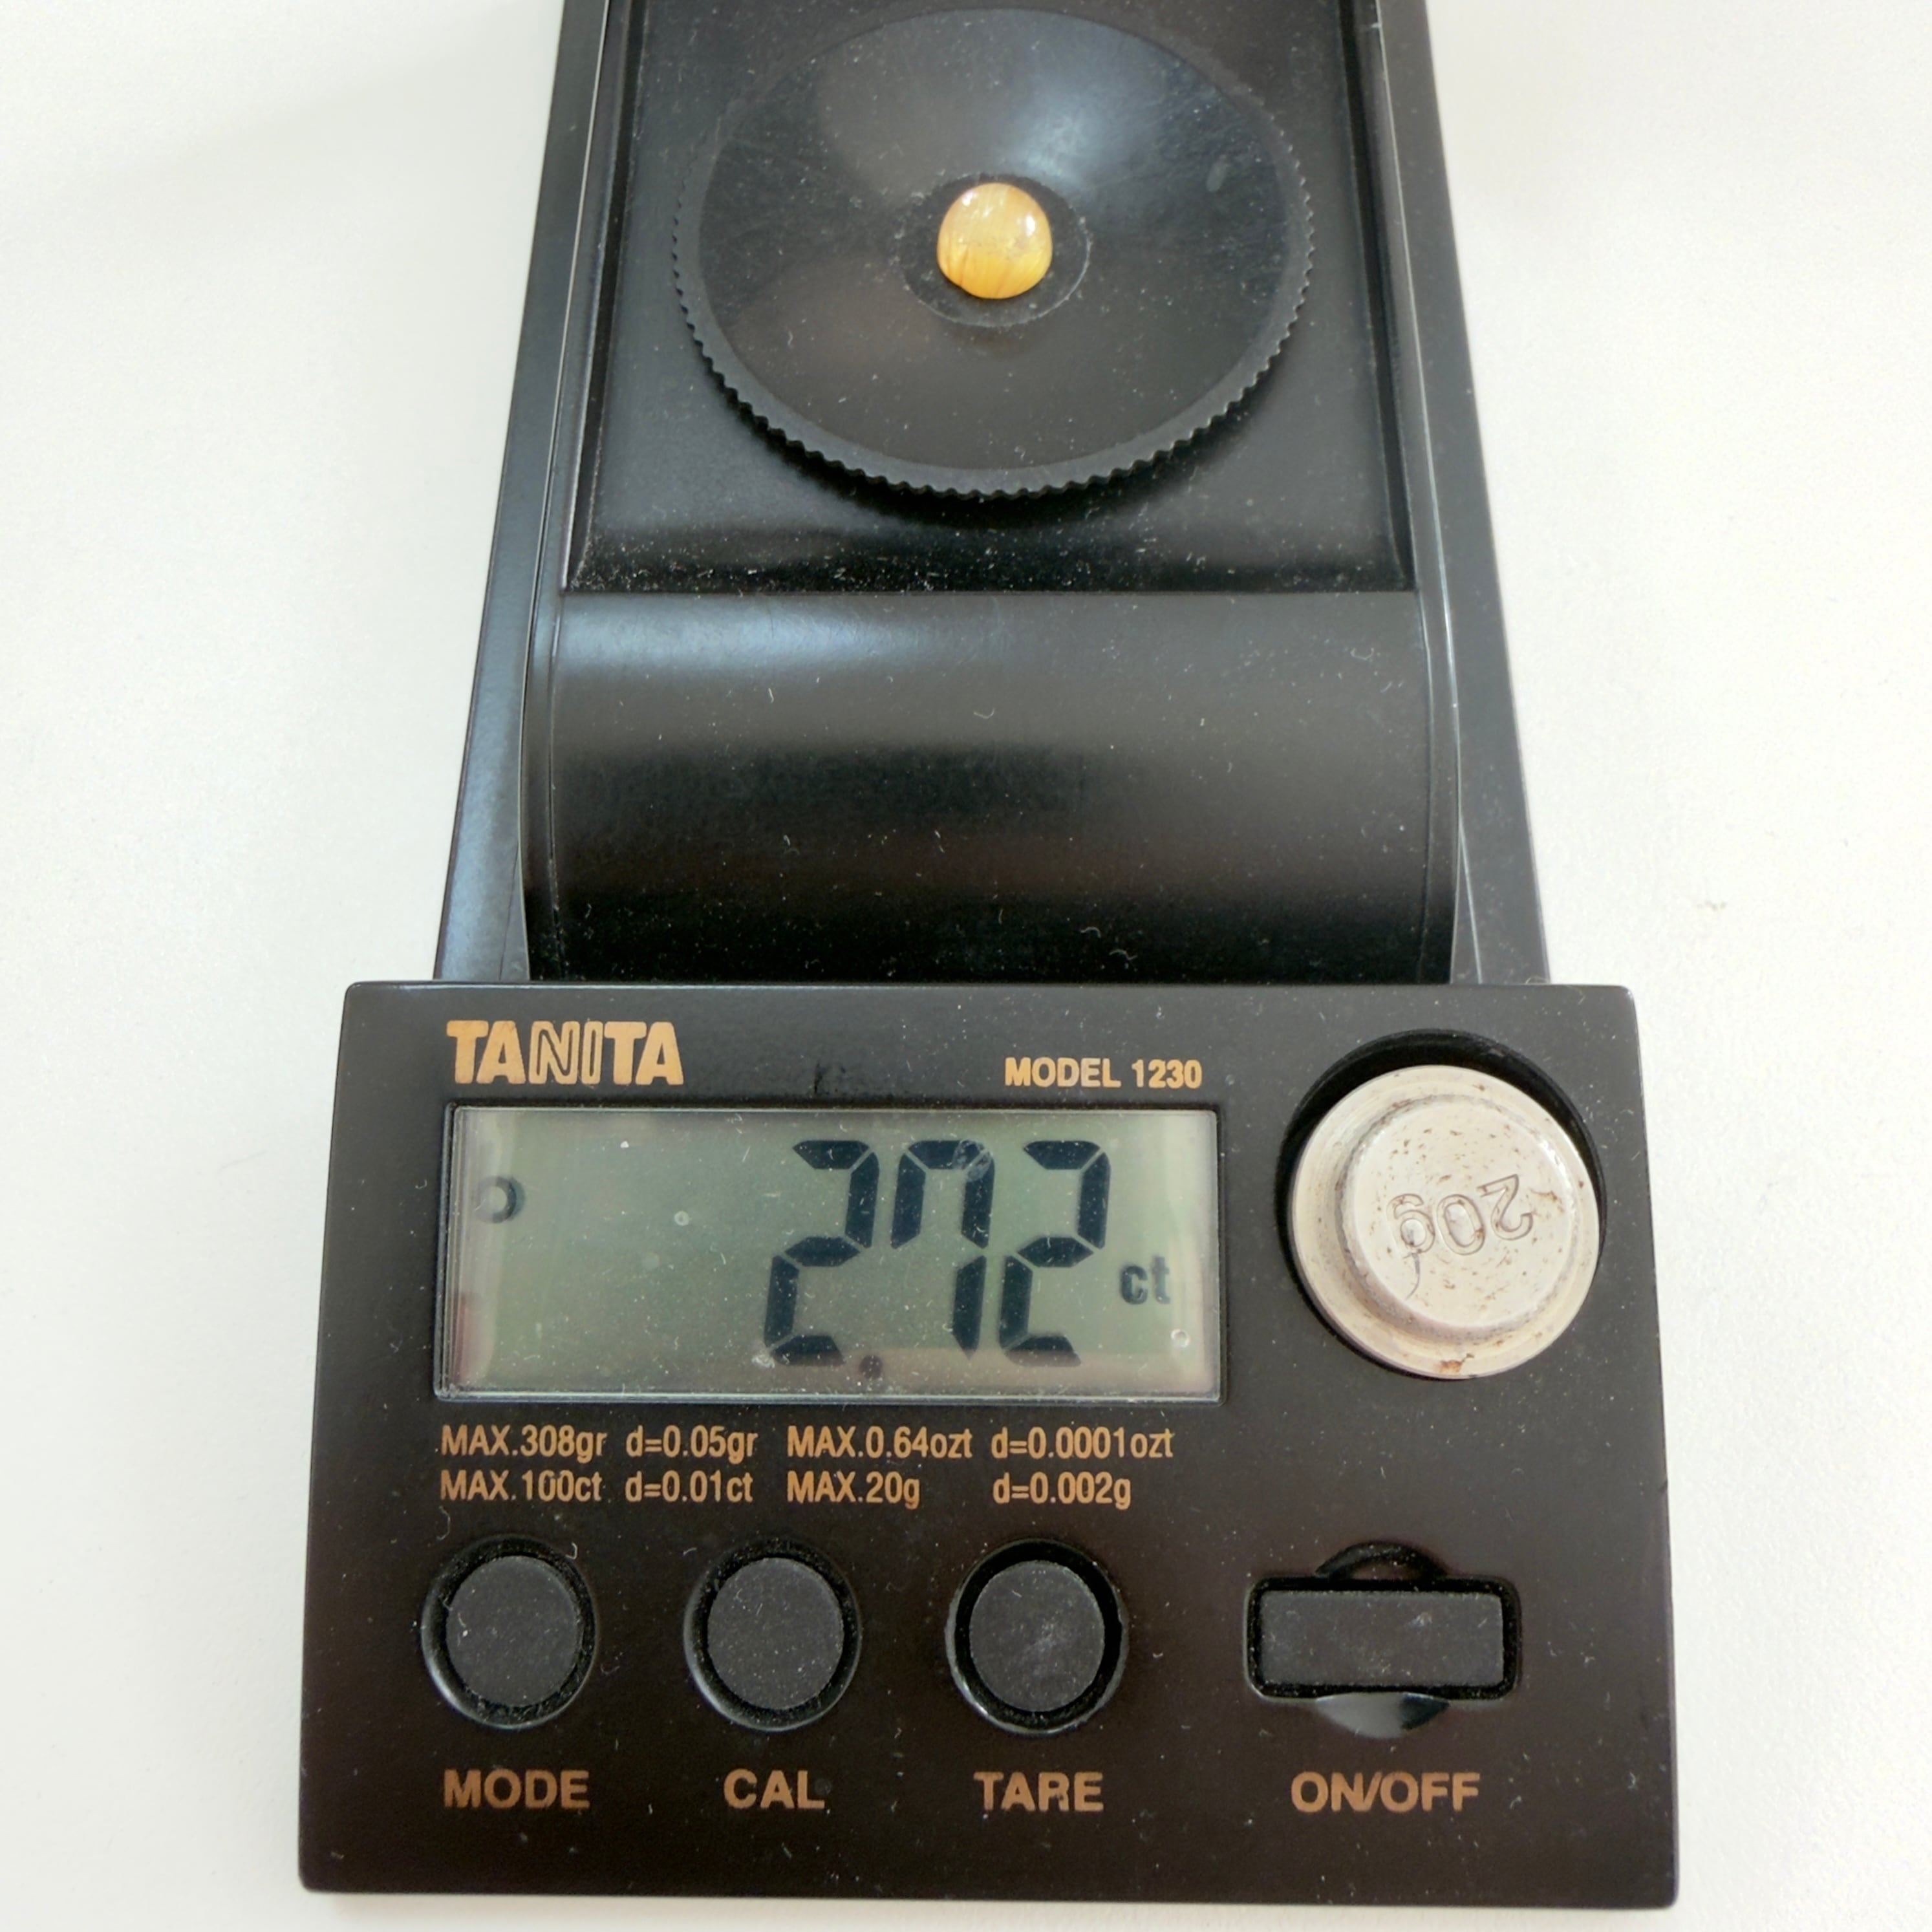 TANITA
MODEL 1230
2.72 ct
20g
MAX.308gr d=0.05gr MAX.0.64ozt d=0.0001ozt
MAX.100ct d=0.01ct MAX.20g d=0.002g
MODE CAL TARE ON/OFF